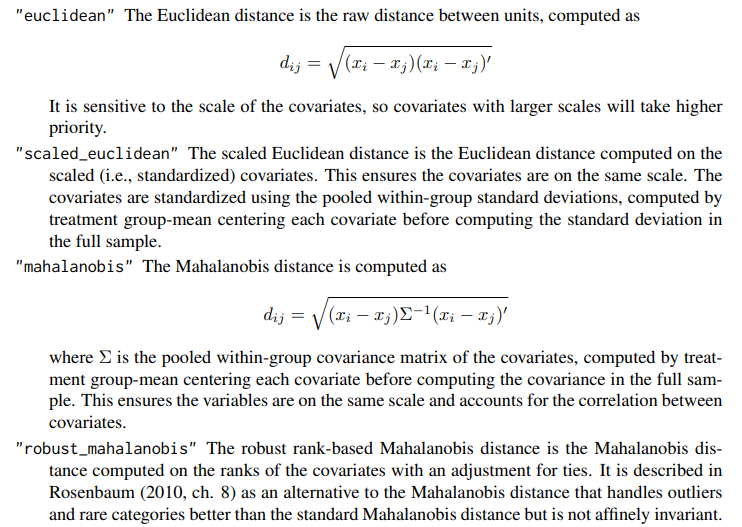 "euclidean" The Euclidean distance is the raw distance between units, computed as
d_{ij} = √(x_i − x_j)(x_i − x_j)′
It is sensitive to the scale of the covariates, so covariates with larger scales will take higher
priority.
"scaled_euclidean" The scaled Euclidean distance is the Euclidean distance computed on the
scaled (i.e., standardized) covariates. This ensures the covariates are on the same scale. The
covariates are standardized using the pooled within-group standard deviations, computed by
treatment group-mean centering each covariate before computing the standard deviation in
the full sample.
"mahalanobis" The Mahalanobis distance is computed as
d_{ij} = √(x_i − x_j)Σ^{−1}(x_i − x_j)′
where Σ is the pooled within-group covariance matrix of the covariates, computed by treat-
ment group-mean centering each covariate before computing the covariance in the full sam-
ple. This ensures the variables are on the same scale and accounts for the correlation between
covariates.
"robust_mahalanobis" The robust rank-based Mahalanobis distance is the Mahalanobis dis-
tance computed on the ranks of the covariates with an adjustment for ties. It is described in
Rosenbaum (2010, ch. 8) as an alternative to the Mahalanobis distance that handles outliers
and rare categories better than the standard Mahalanobis distance but is not affinely invariant.